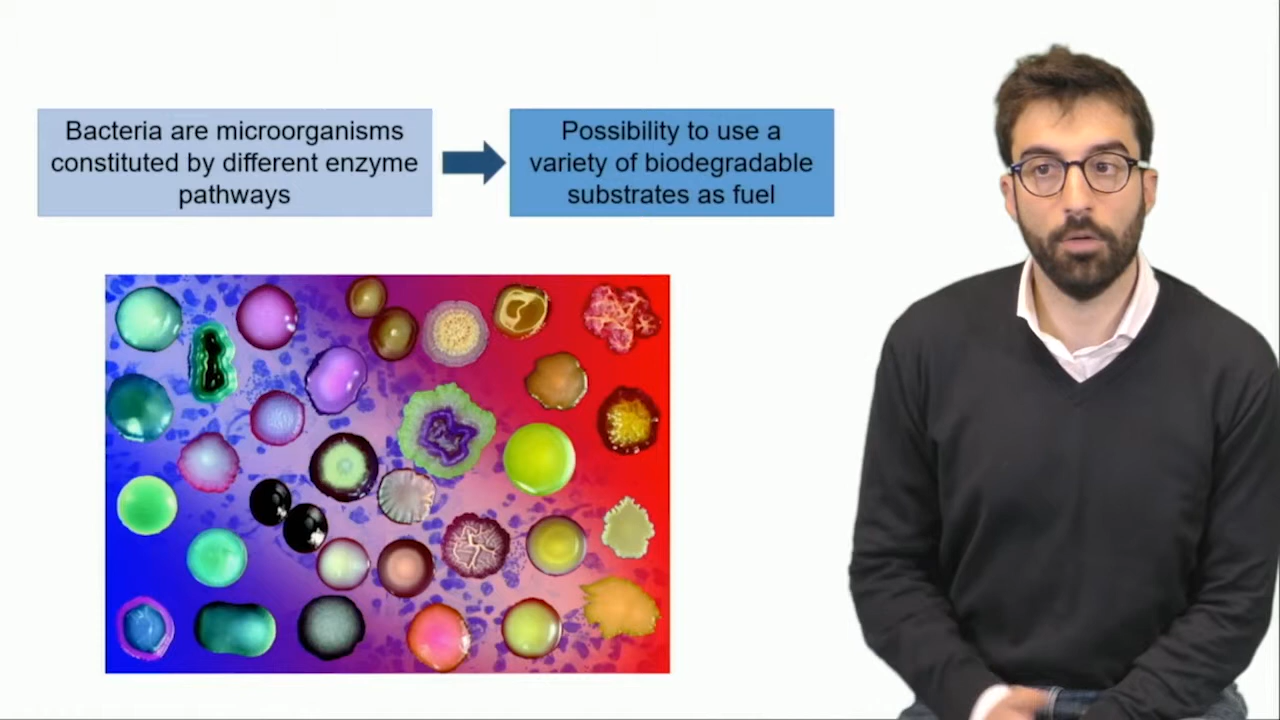 Bacteria are microorganisms
constituted by different enzyme
pathways
Possibility to use a
variety of biodegradable
substrates as fuel